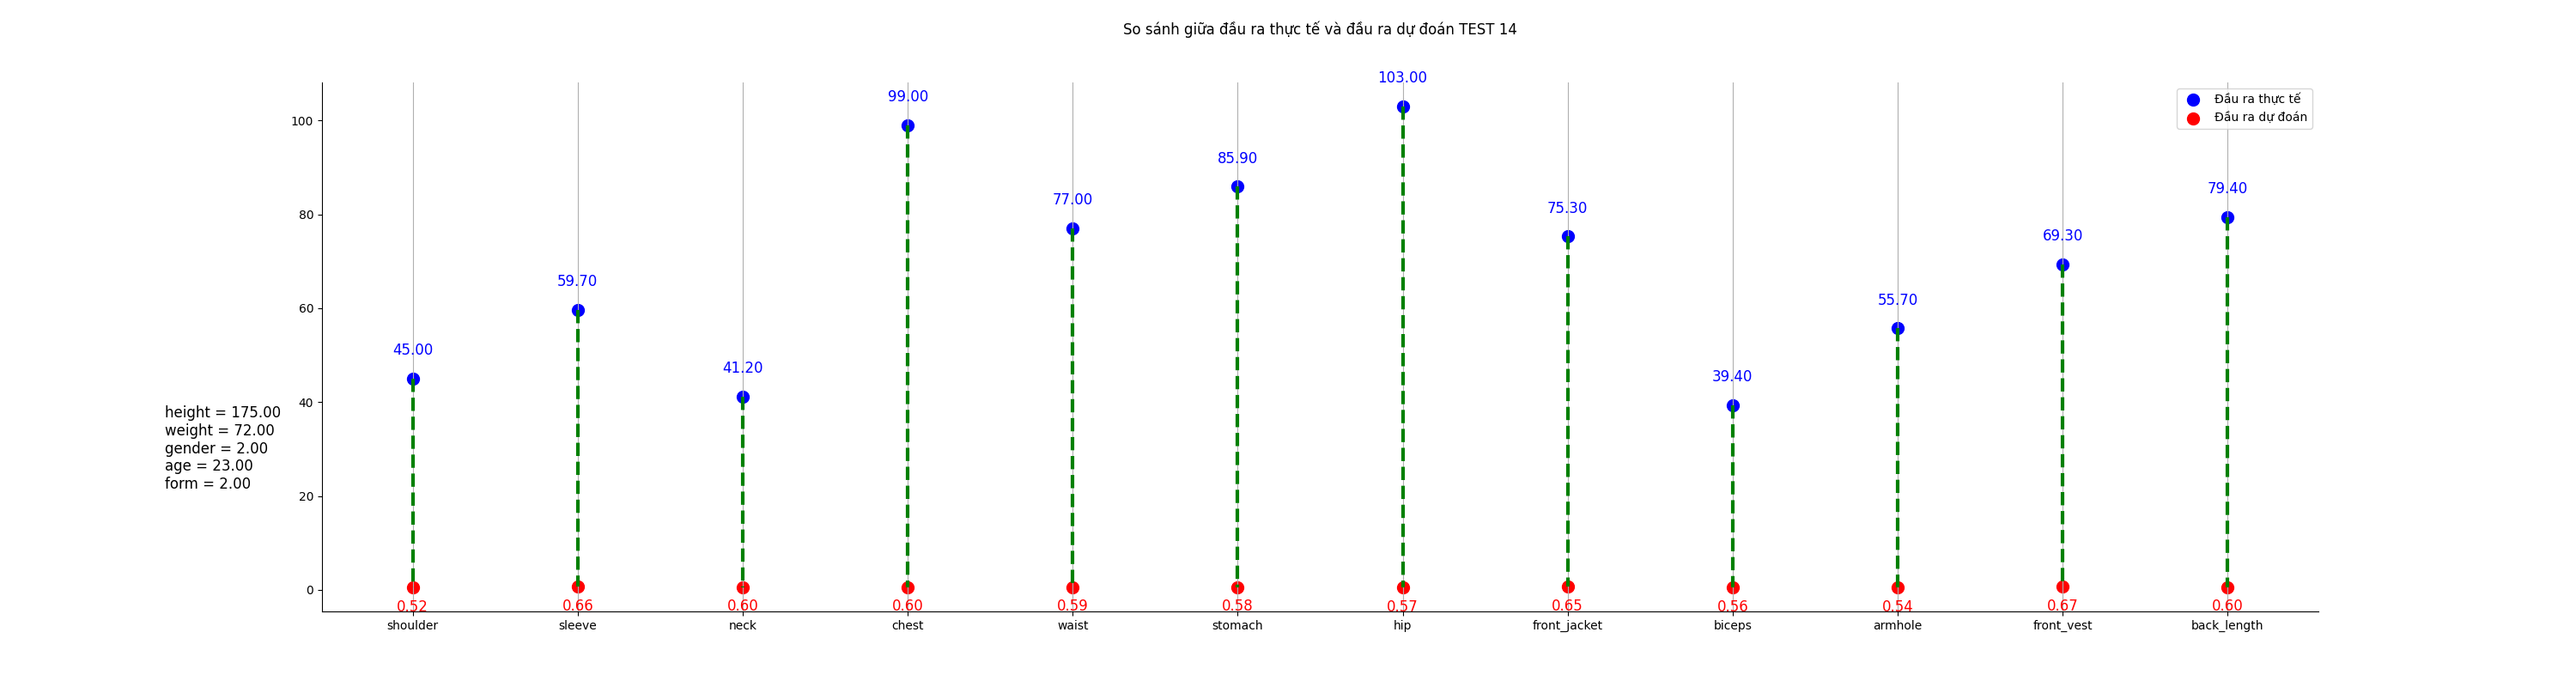 So sánh giữa đầu ra thực tế và đầu ra dự đoán TEST 14
Đầu ra thực tế
Đầu ra dự đoán
103.00
99.00
85.90
79.40
77.00
75.30
69.30
59.70
55.70
45.00
41.20
39.40
height = 175.00
weight = 72.00
gender = 2.00
age = 23.00
form = 2.00
100
80
60
40
20
0
0.52 0.66 0.60 0.60 0.59 0.58 0.57 0.65 0.56 0.54 0.67 0.60
shoulder sleeve neck chest waist stomach hip front_jacket biceps armhole front_vest back_length